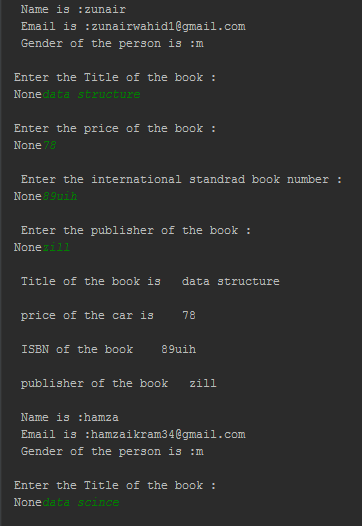 Name is :zunair
Email is :zunairwahid1@gmail.com
Gender of the person is :m
Enter the Title of the book :
Nonedata structure
Enter the price of the book :
None78
Enter the international standrad book number :
None89uih
Enter the publisher of the book :
Nonezill
Title of the book is   data structure
price of the car is    78
ISBN of the book    89uih
publisher of the book   zill
Name is :hamza
Email is :hamzaikram34@gmail.com
Gender of the person is :m
Enter the Title of the book :
Nonedata scince